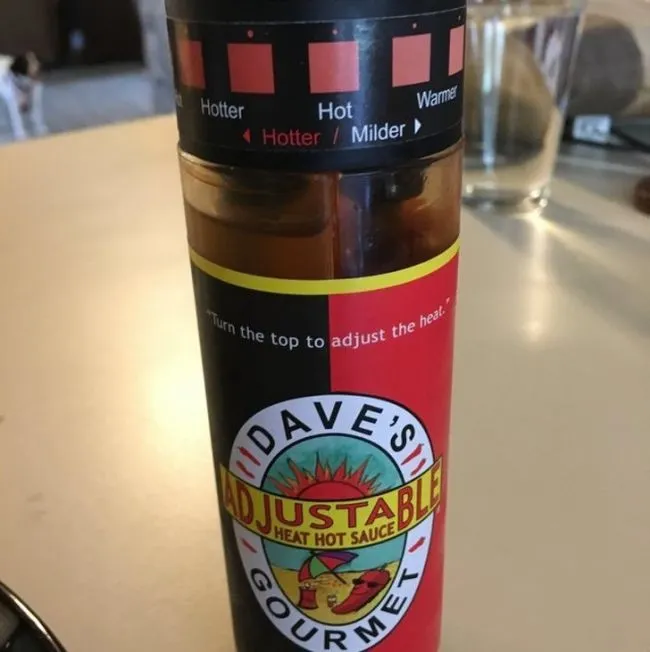 Hotter Hot Warmer
Hotter / Milder
"Turn the top to adjust the heat."
DAVE'S
ADJUSTABLE
HEAT HOT SAUCE
GOURMET